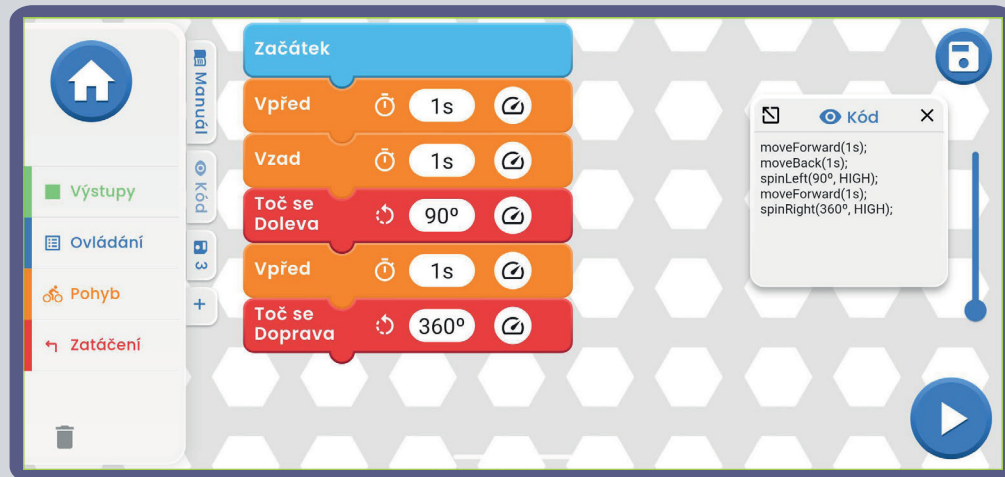 Výstupy
Ovládání
Pohyb
Zatáčení
Manuál
Kód
3
+
Začátek
Vpřed 1s
Vzad 1s
Toč se
Doleva 90º
Vpřed 1s
Toč se
Doprava 360º
Kód
moveForward(1s);
moveBack(1s);
spinLeft(90º, HIGH);
moveForward(1s);
spinRight(360º, HIGH);